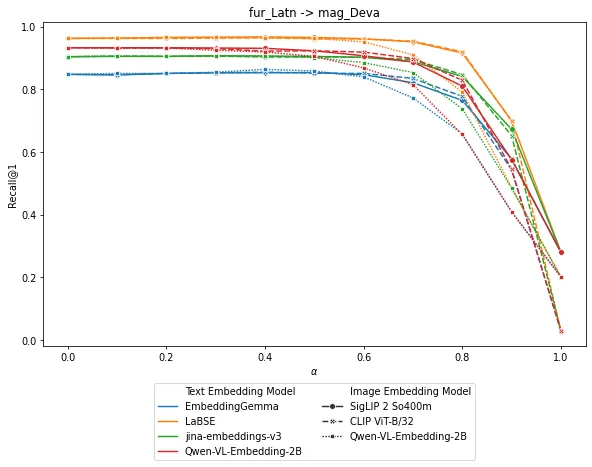 fur_Latn -> mag_Deva
Recall@1
1.0
0.8
0.6
0.4
0.2
0.0
0.0 0.2 0.4 0.6 0.8 1.0
α
Text Embedding Model
EmbeddingGemma
LaBSE
jina-embeddings-v3
Qwen-VL-Embedding-2B
Image Embedding Model
SigLIP 2 So400m
CLIP ViT-B/32
Qwen-VL-Embedding-2B